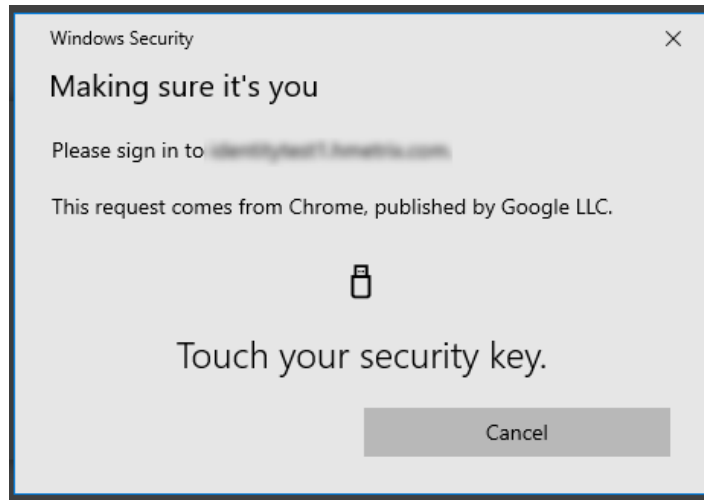 Windows Security
Making sure it's you
Please sign in to
This request comes from Chrome, published by Google LLC.
Touch your security key.
Cancel